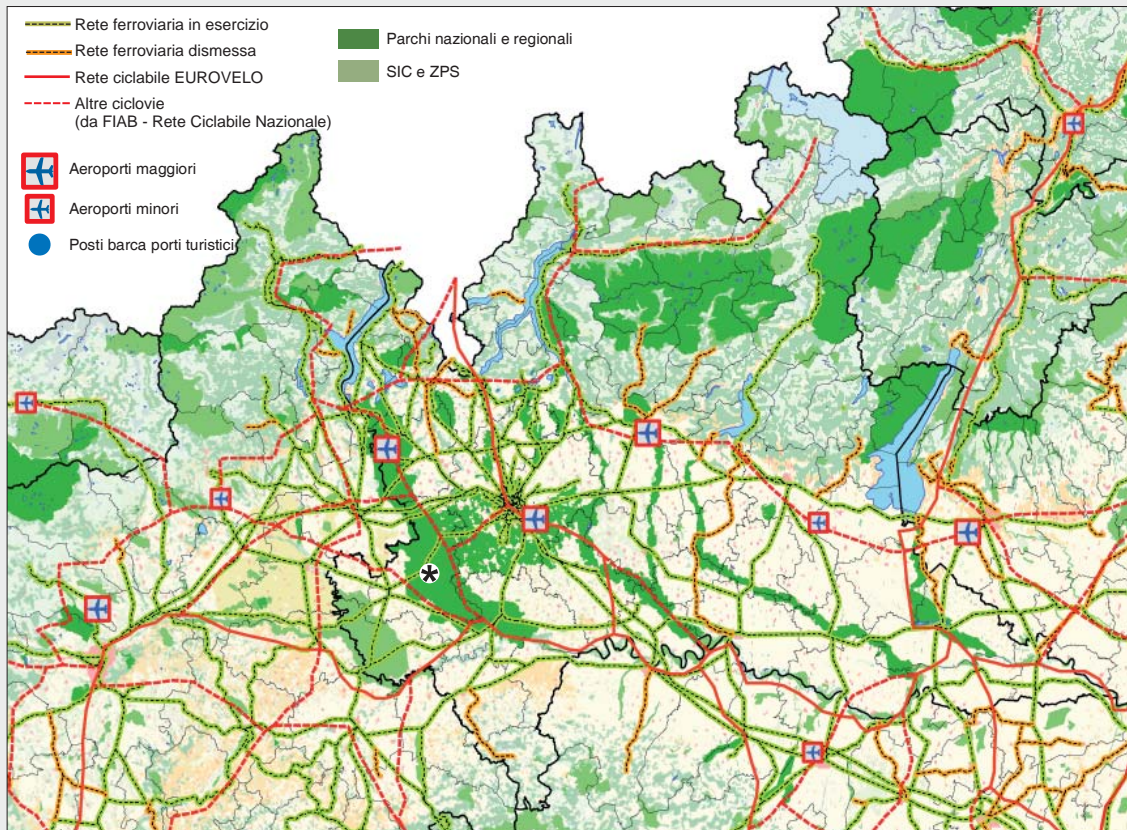 Rete ferroviaria in esercizio
Rete ferroviaria dismessa
Rete ciclabile EUROVELO
Altre ciclovie
(da FIAB - Rete Ciclabile Nazionale)
Aeroporti maggiori
Aeroporti minori
Posti barca porti turistici
Parchi nazionali e regionali
SIC e ZPS
*